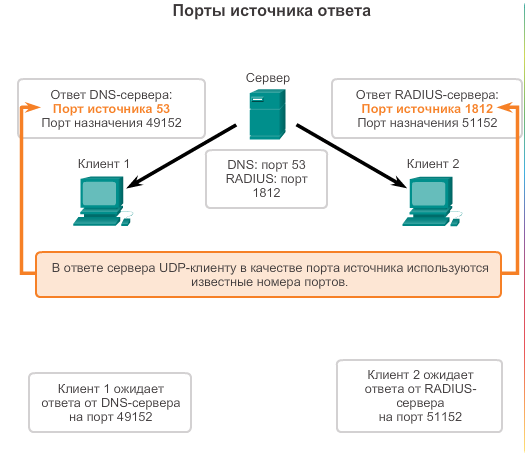 Порты источника ответа
Сервер
Ответ DNS-сервера:
Порт источника 53
Порт назначения 49152
Ответ RADIUS-сервера:
Порт источника 1812
Порт назначения 51152
Клиент 1
DNS: порт 53
RADIUS: порт
1812
Клиент 2
В ответе сервера UDP-клиенту в качестве порта источника используются
известные номера портов.
Клиент 1 ожидает
ответа от DNS-сервера
на порт 49152
Клиент 2 ожидает
ответа от RADIUS-
сервера
на порт 51152